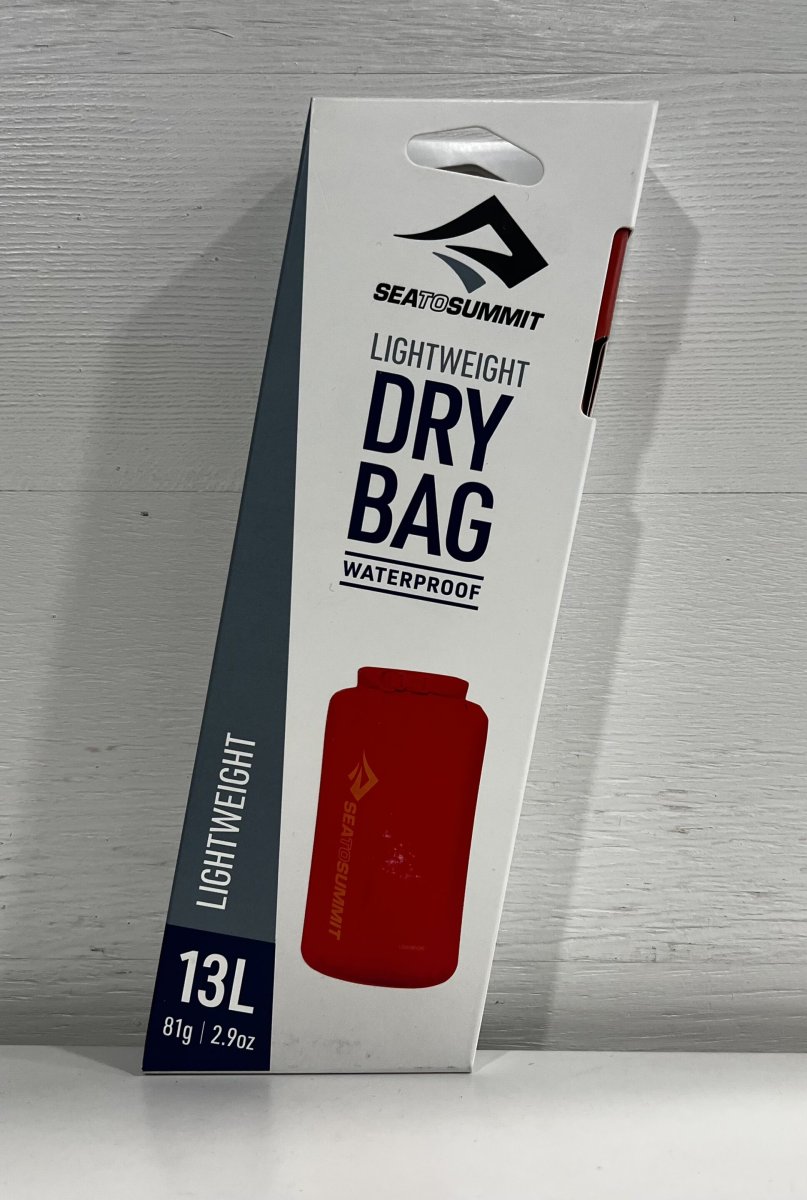 SEATOSUMMIT
LIGHTWEIGHT
DRY
BAG
WATERPROOF
SEATOSUMMIT
LIGHTWEIGHT
13L
81g | 2.9oz